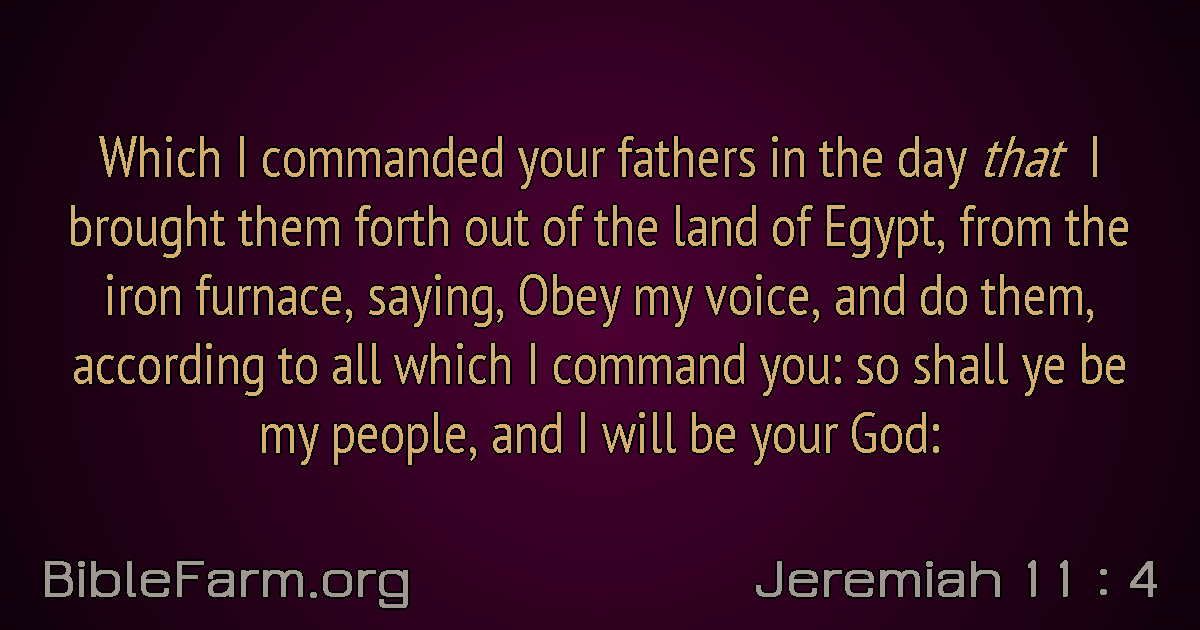 Which I commanded your fathers in the day that I
brought them forth out of the land of Egypt, from the
iron furnace, saying, Obey my voice, and do them,
according to all which I command you: so shall ye be
my people, and I will be your God:
BibleFarm.org
Jeremiah 11 : 4